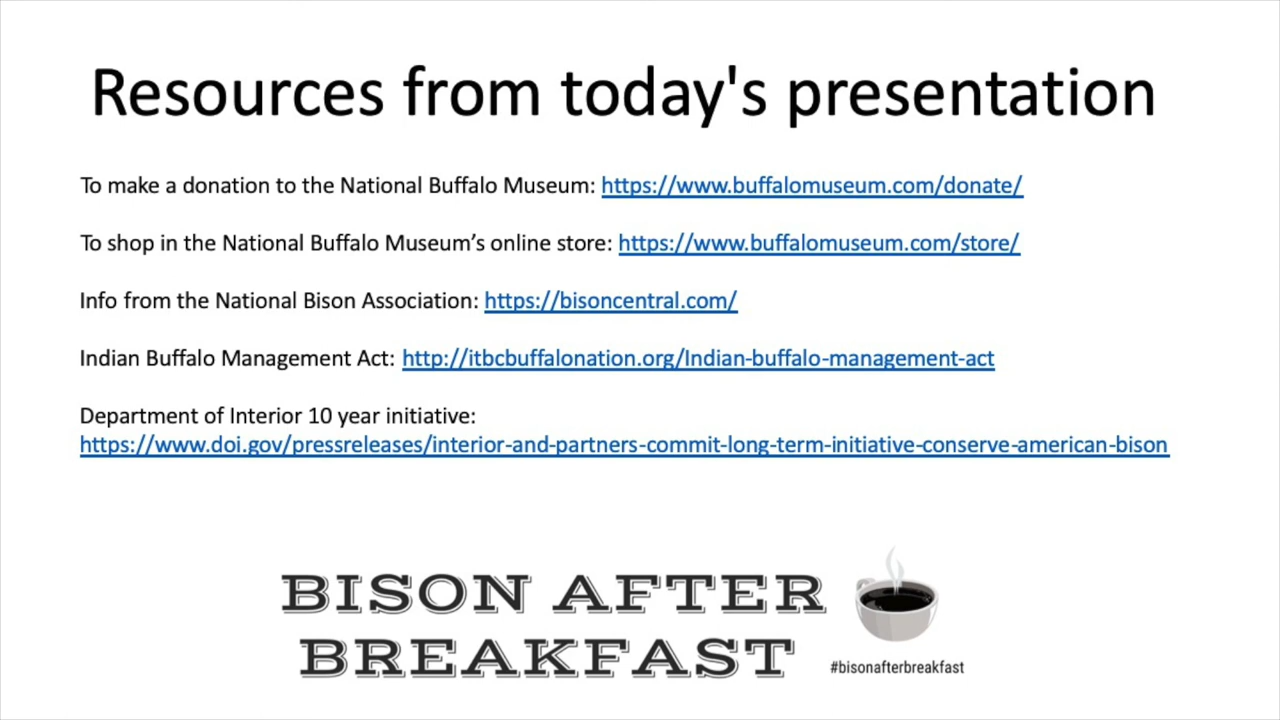 Resources from today's presentation
To make a donation to the National Buffalo Museum: https://www.buffalomuseum.com/donate/
To shop in the National Buffalo Museum’s online store: https://www.buffalomuseum.com/store/
Info from the National Bison Association: https://bisoncentral.com/
Indian Buffalo Management Act: http://itbcbuffalonation.org/Indian-buffalo-management-act
Department of Interior 10 year initiative:
https://www.doi.gov/pressreleases/interior-and-partners-commit-long-term-initiative-conserve-american-bison
BISON AFTER
BREAKFAST
#bisonafterbreakfast